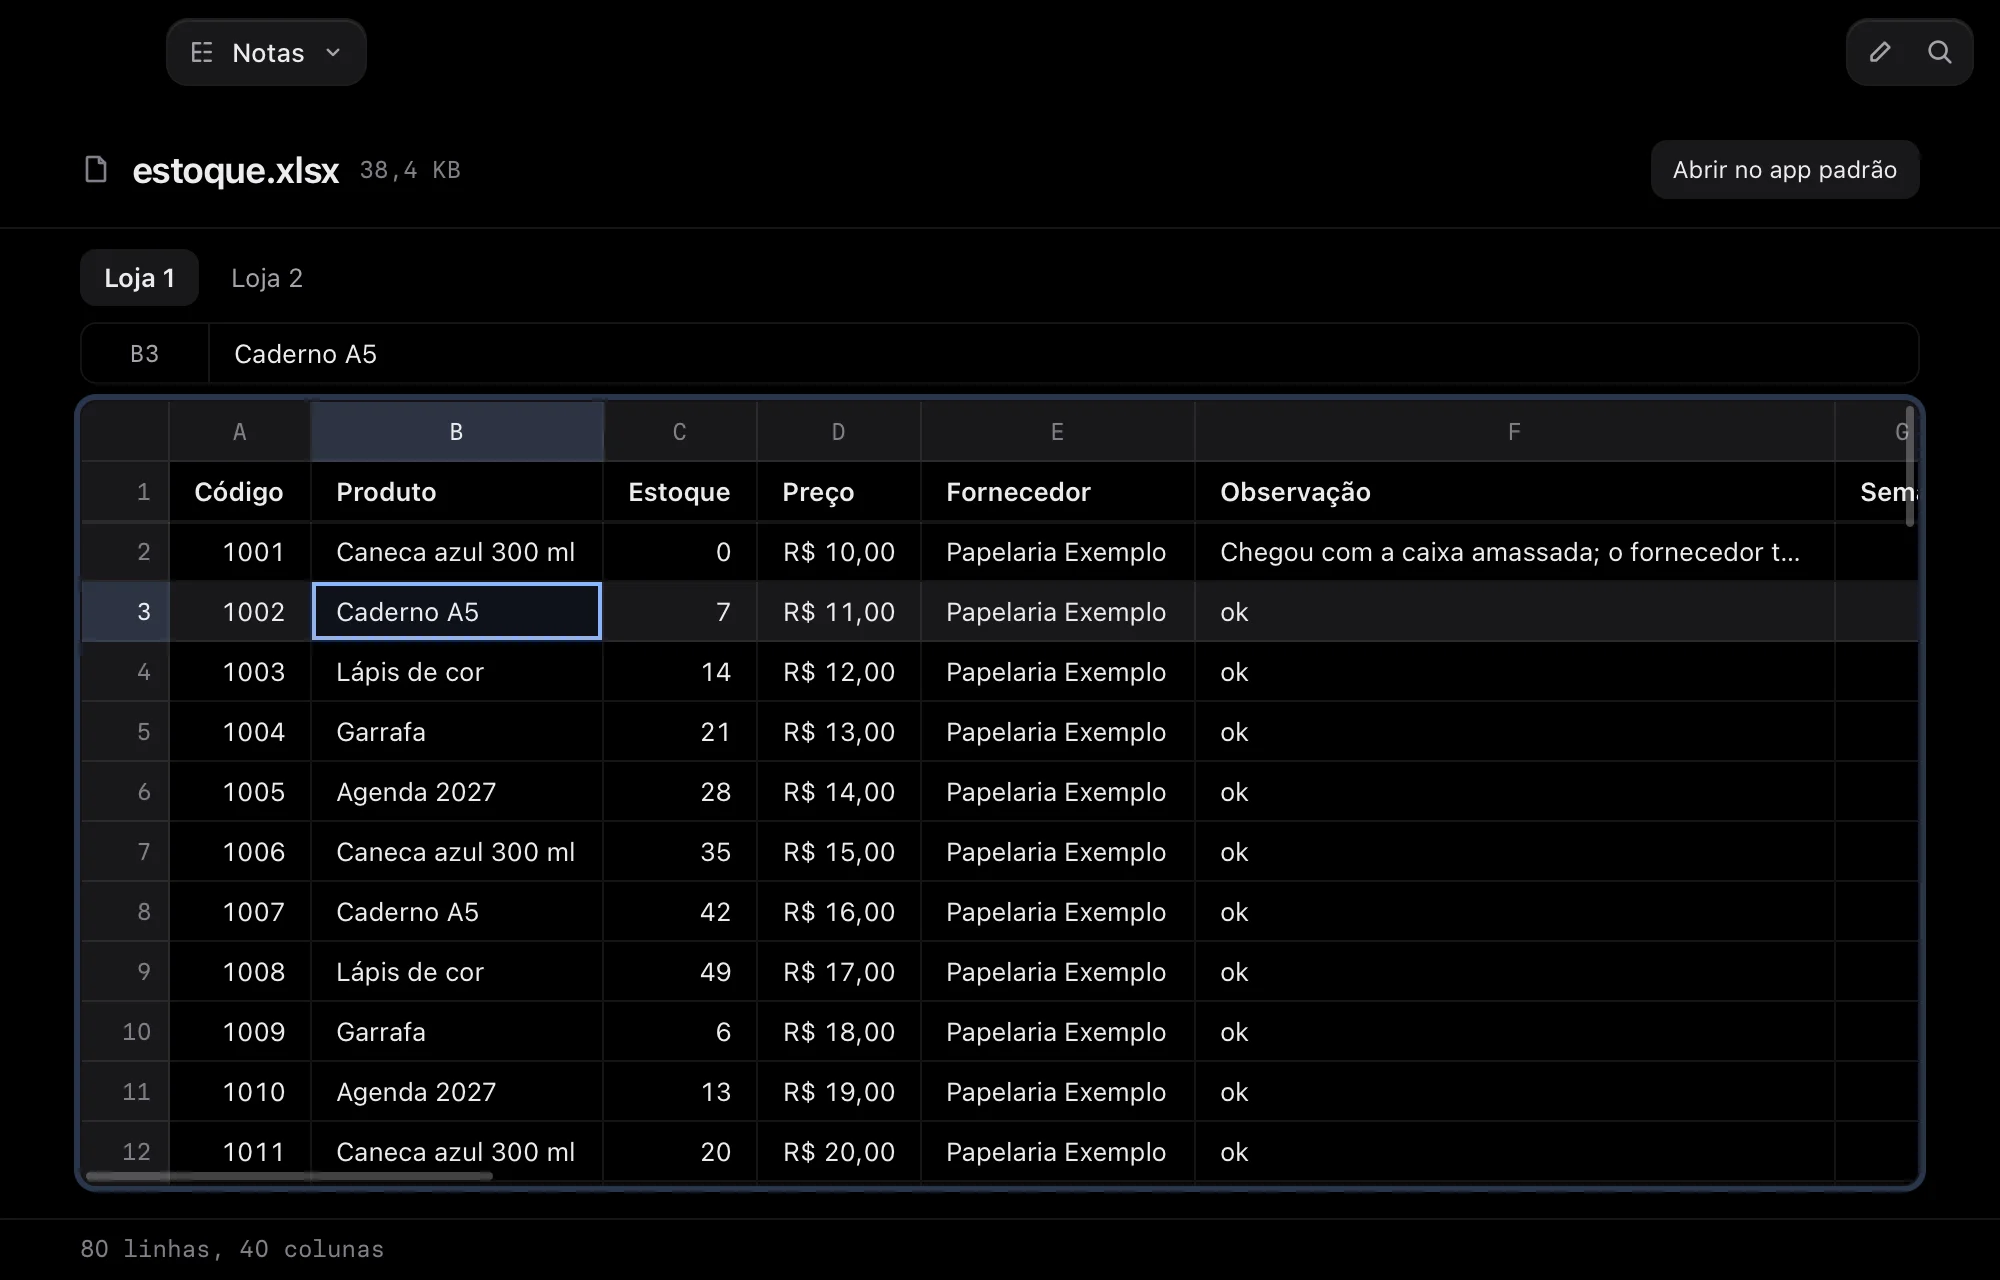 Notas
estoque.xlsx 38,4 KB
Abrir no app padrão
Loja 1 Loja 2
B3 Caderno A5
A B C D E F G
1 Código Produto Estoque Preço Fornecedor Observação
2 1001 Caneca azul 300 ml 0 R$ 10,00 Papelaria Exemplo Chegou com a caixa amassada; o fornecedor t...
3 1002 Caderno A5 7 R$ 11,00 Papelaria Exemplo ok
4 1003 Lápis de cor 14 R$ 12,00 Papelaria Exemplo ok
5 1004 Garrafa 21 R$ 13,00 Papelaria Exemplo ok
6 1005 Agenda 2027 28 R$ 14,00 Papelaria Exemplo ok
7 1006 Caneca azul 300 ml 35 R$ 15,00 Papelaria Exemplo ok
8 1007 Caderno A5 42 R$ 16,00 Papelaria Exemplo ok
9 1008 Lápis de cor 49 R$ 17,00 Papelaria Exemplo ok
10 1009 Garrafa 6 R$ 18,00 Papelaria Exemplo ok
11 1010 Agenda 2027 13 R$ 19,00 Papelaria Exemplo ok
12 1011 Caneca azul 300 ml 20 R$ 20,00 Papelaria Exemplo ok
80 linhas, 40 colunas